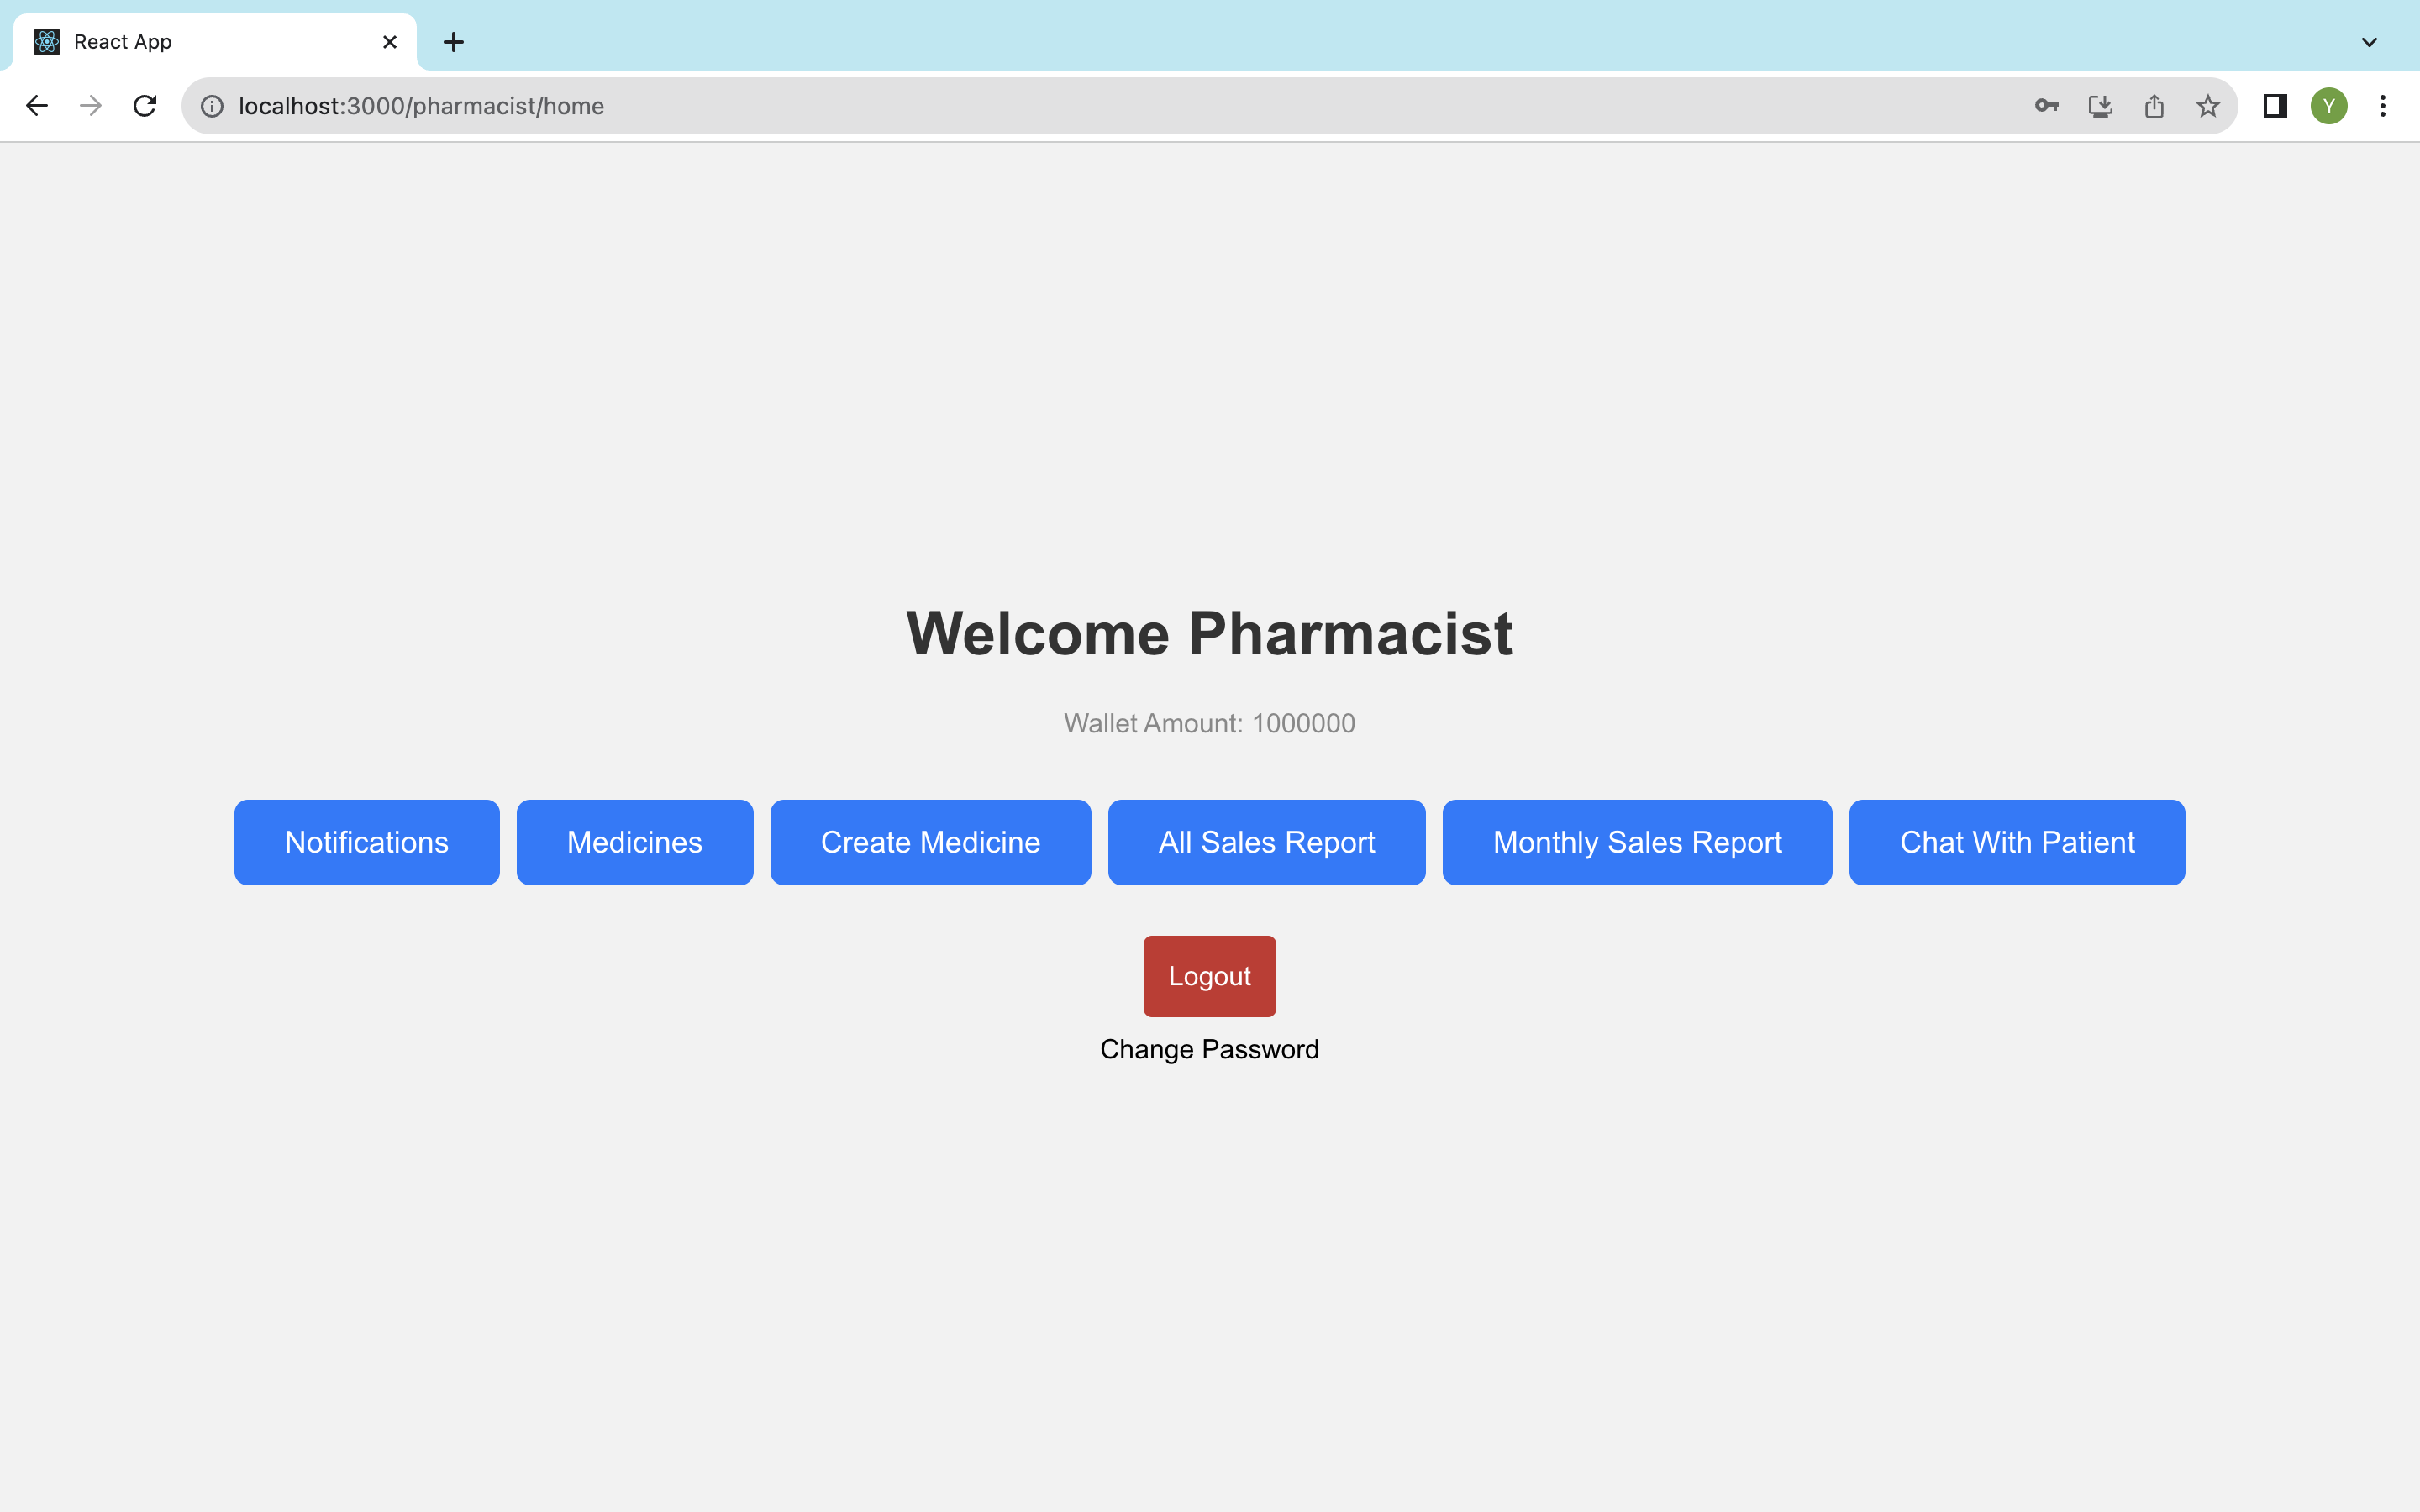 React App
localhost:3000/pharmacist/home
Y
Welcome Pharmacist
Wallet Amount: 1000000
Notifications
Medicines
Create Medicine
All Sales Report
Monthly Sales Report
Chat With Patient
Logout
Change Password